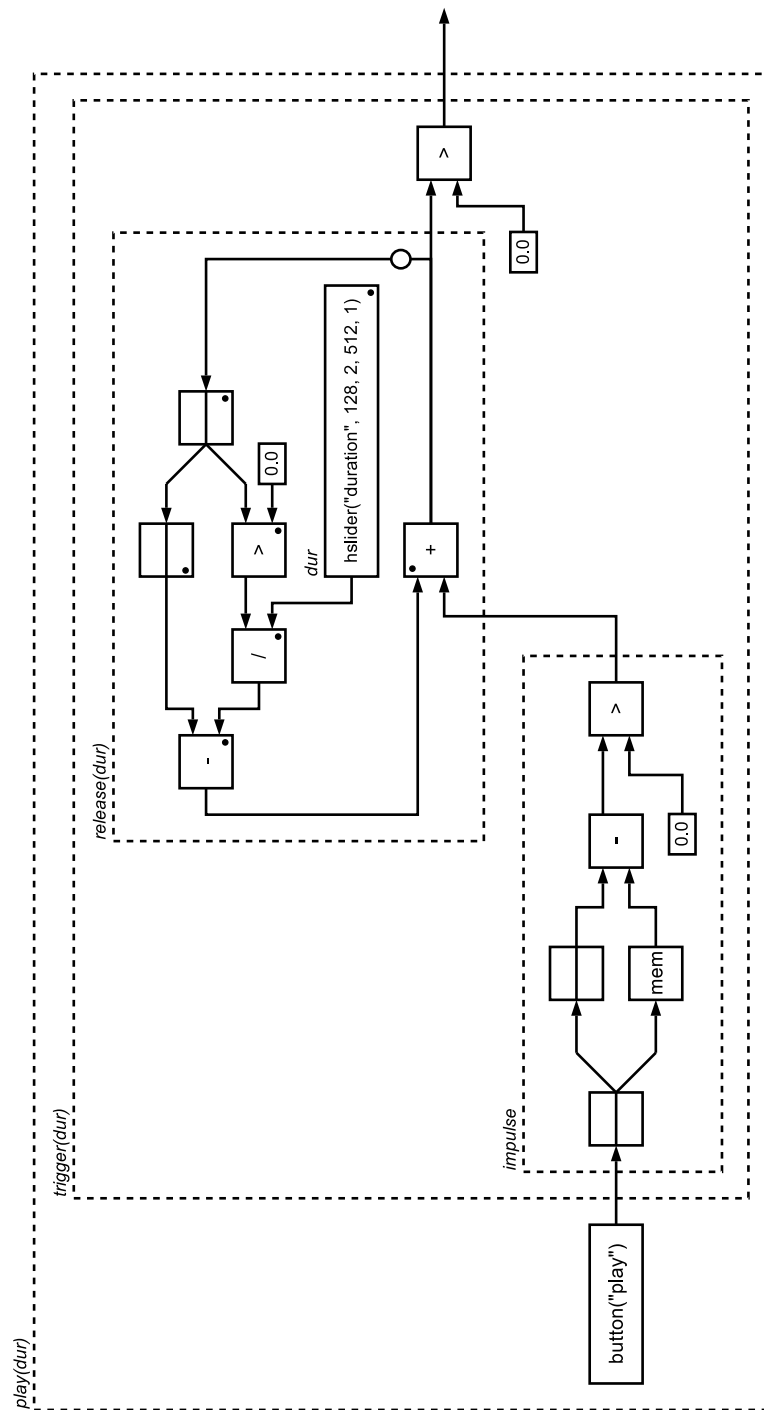 play(dur)
trigger(dur)
release(dur)
>
0.0
0.0
>
dur
hslider("duration", 128, 2, 512, 1)
/
-
+
impulse
>
0.0
-
mem
button("play")